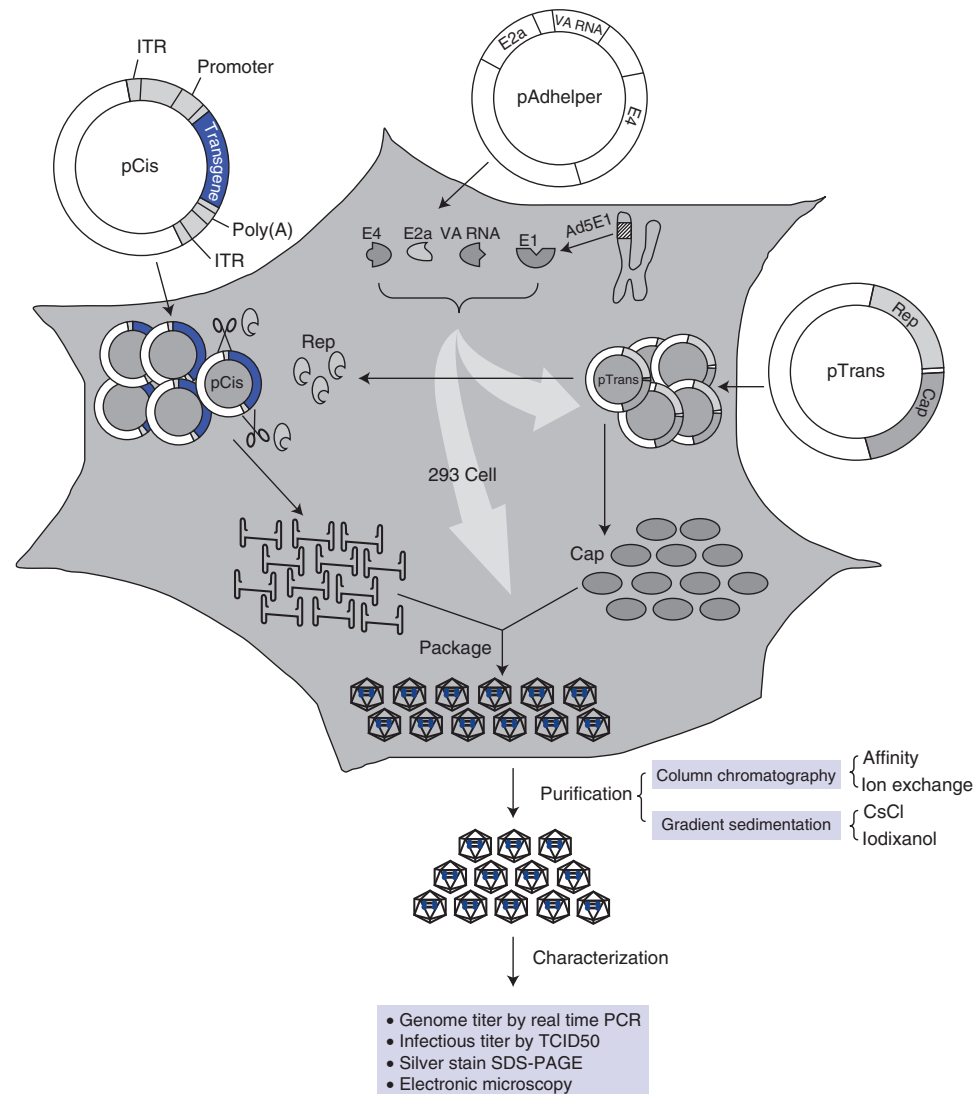 ITR
Promoter
pCis
Transgene
Poly(A)
ITR
E2a
VA RNA
pAdhelper
E4
E4
E2a
VA RNA
E1
Ad5E1
Rep
pCis
pTrans
Rep
pTrans
Cap
293 Cell
Cap
Package
Purification
Column chromatography
Affinity
Ion exchange
Gradient sedimentation
CsCl
Iodixanol
Characterization
• Genome titer by real time PCR
• Infectious titer by TCID50
• Silver stain SDS-PAGE
• Electronic microscopy